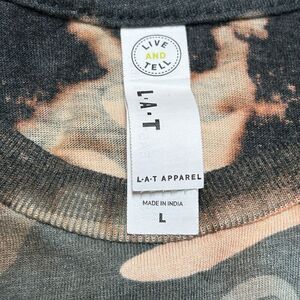 LIVE
AND
TELL
L·A·T
L·A·T APPAREL
MADE IN INDIA
L